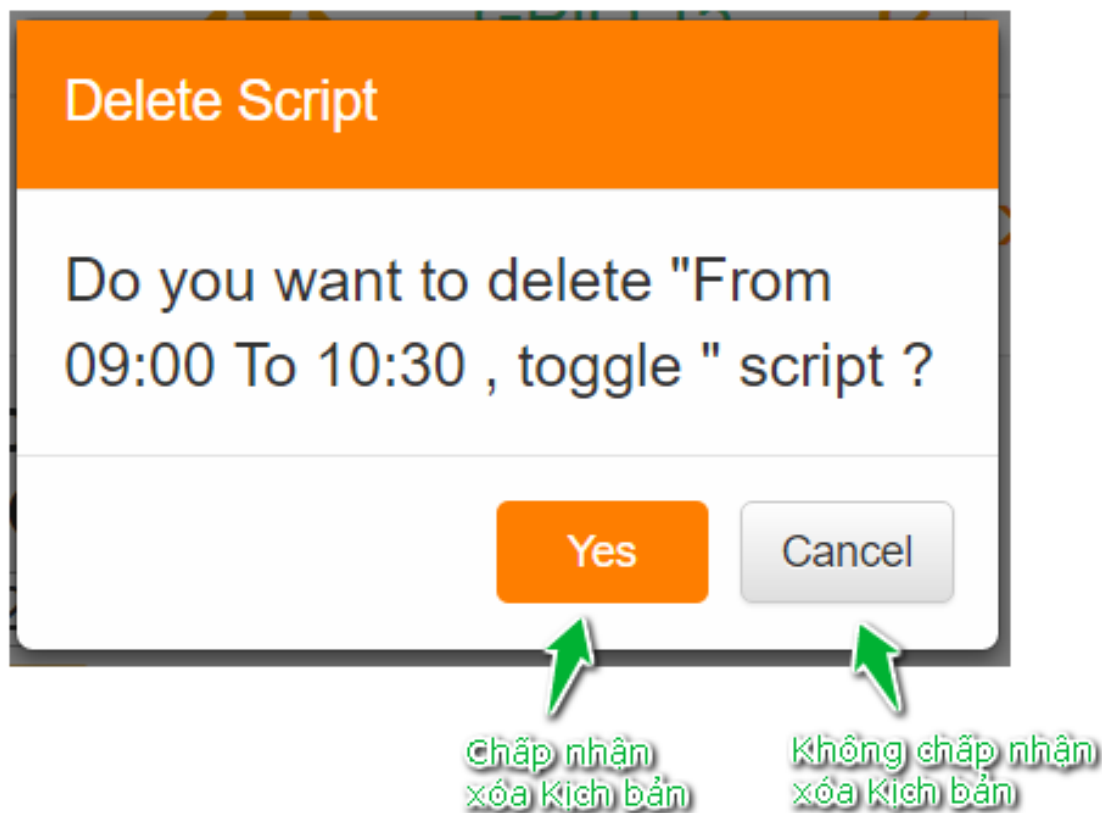 Delete Script
Do you want to delete "From
09:00 To 10:30 , toggle " script ?
Yes
Cancel
Chấp nhận
xóa Kịch bản
Không chấp nhận
xóa Kịch bản